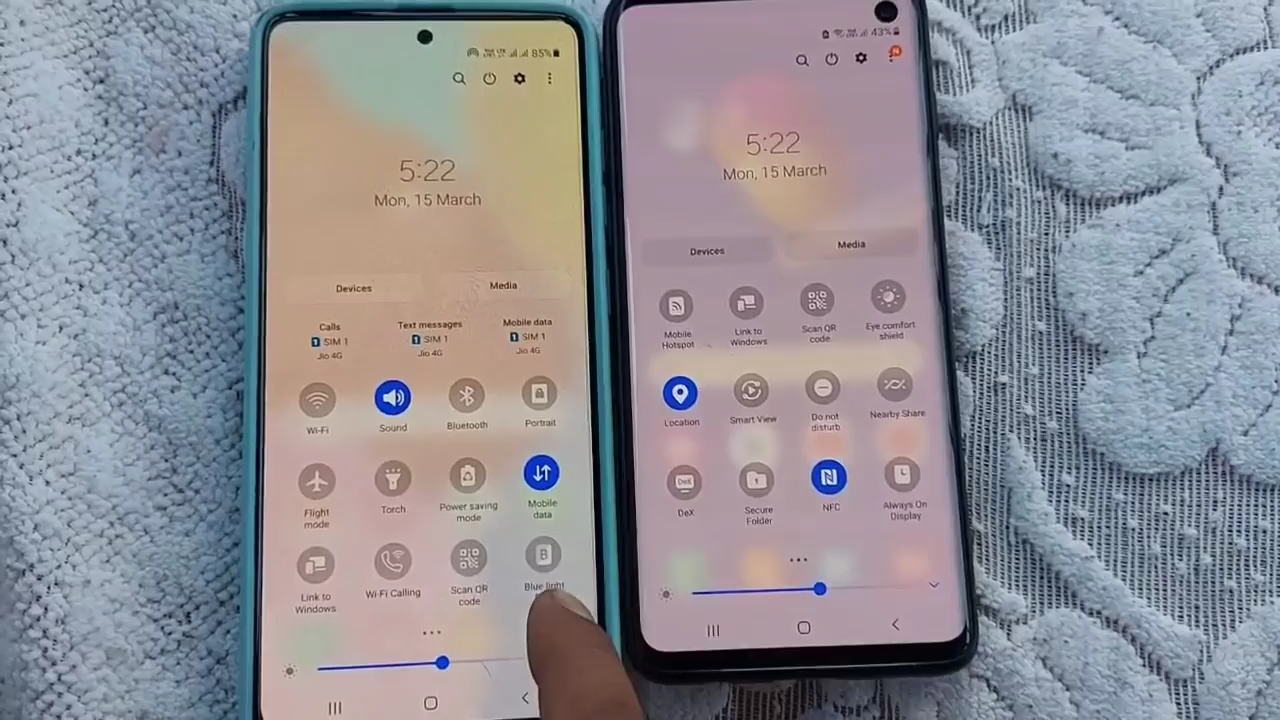 85%
5:22
Mon, 15 March
Devices
Media
Calls
1 SIM 1
Jio 4G
Text messages
1 SIM 1
Jio 4G
Mobile data
1 SIM 1
Jio 4G
Wi-Fi
Sound
Bluetooth
Portrait
Flight
mode
Torch
Power saving
mode
Mobile
data
Link to
Windows
Wi-Fi Calling
Scan QR
code
B
Blue light
43%
N
5:22
Mon, 15 March
Devices
Media
Mobile
Hotspot
Link to
Windows
Scan QR
code
Eye comfort
shield
Location
Smart View
Do not
disturb
Nearby Share
DeX
DeX
Secure
Folder
NFC
Always On
Display